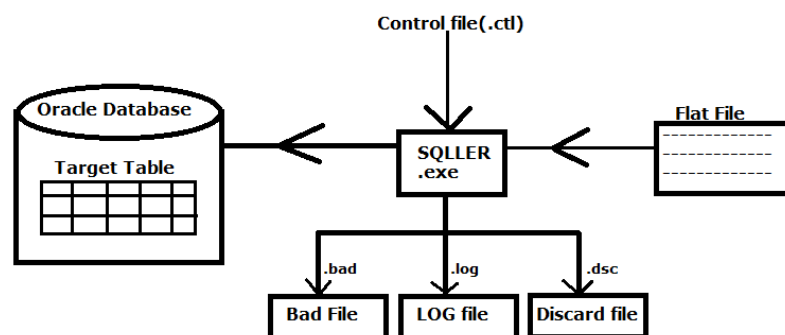 Control file(.ctl)
Oracle Database
Flat File
Target Table
SQLLER
.exe
.bad
.log
.dsc
Bad File
LOG file
Discard file